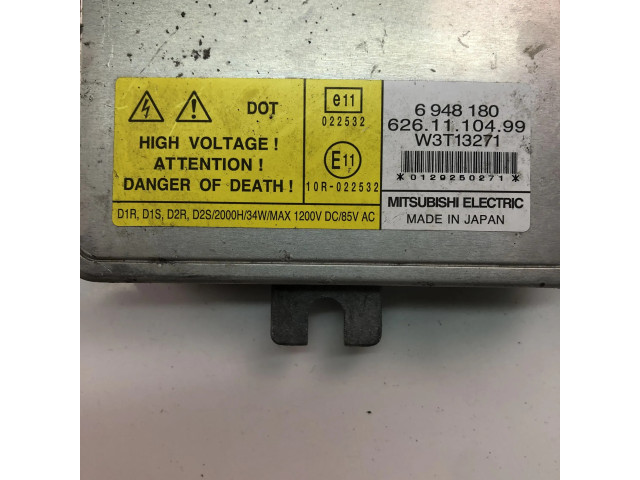 DOT
HIGH VOLTAGE !
ATTENTION !
DANGER OF DEATH !
e11
022532
E11
10R-022532
D1R, D1S, D2R, D2S/2000H/34W/MAX 1200V DC/85V AC
6 948 180
626.11.104.99
W3T13271
*0129250271*
MITSUBISHI ELECTRIC
MADE IN JAPAN